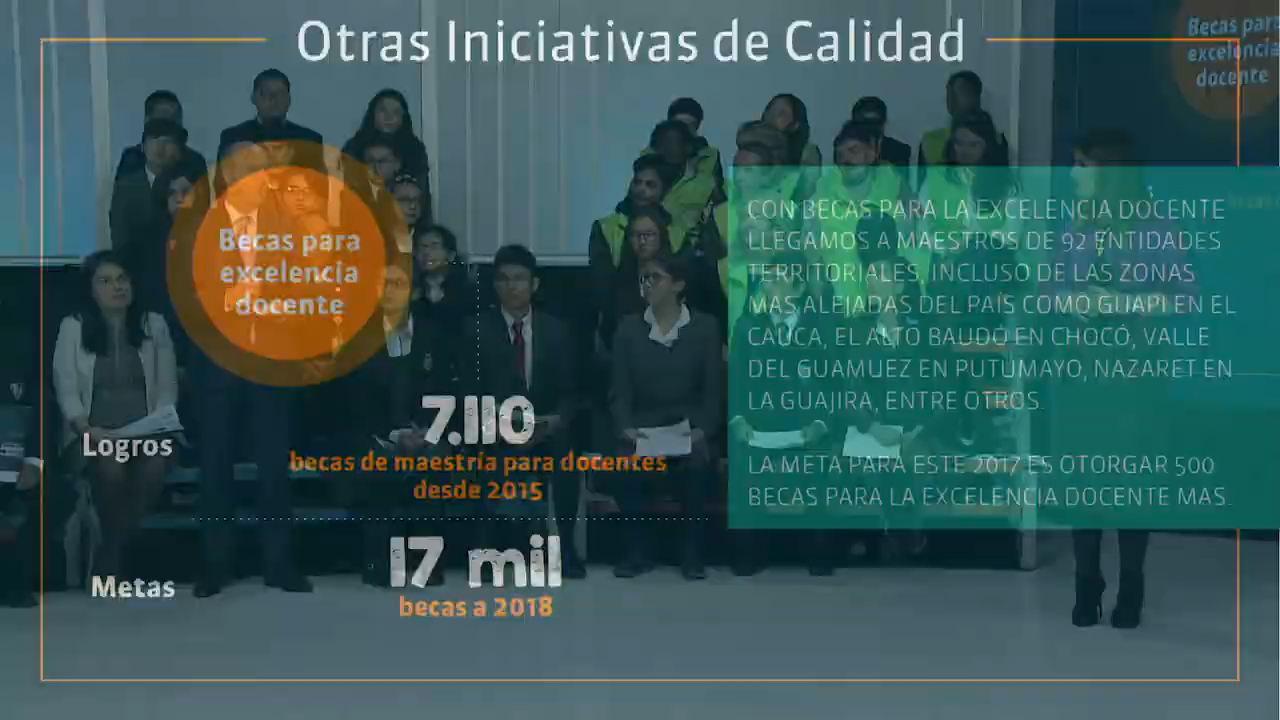 Otras Iniciativas de Calidad
Becas para
excelencia
docente
Becas para
excelencia
docente
CON BECAS PARA LA EXCELENCIA DOCENTE
LLEGAMOS A MAESTROS DE 92 ENTIDADES
TERRITORIALES, INCLUSO DE LAS ZONAS
MAS ALEJADAS DEL PAÍS COMO GUAPI EN EL
CAUCA, EL ALTO BAUDO EN CHOCÓ, VALLE
DEL GUAMUEZ EN PUTUMAYO, NAZARET EN
LA GUAJIRA, ENTRE OTROS.
LA META PARA ESTE 2017 ES OTORGAR 500
BECAS PARA LA EXCELENCIA DOCENTE MAS.
Logros
7.110
becas de maestría para docentes
desde 2015
Metas
17 mil
becas a 2018